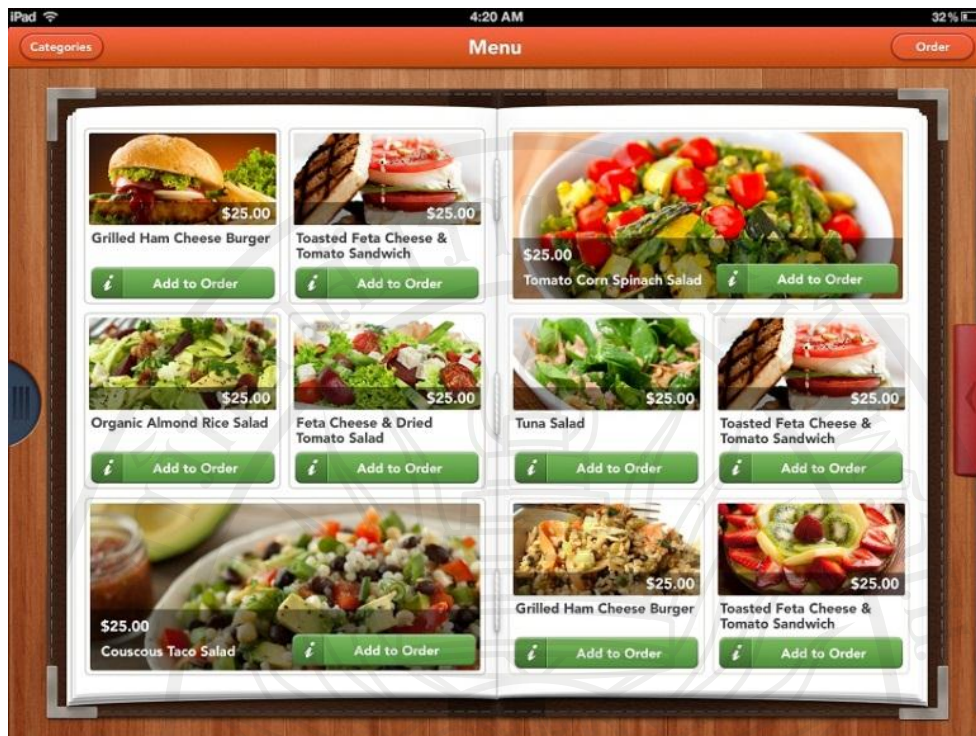 iPad 4:20 AM 32%
Categories Menu Order
$25.00
Grilled Ham Cheese Burger
i Add to Order
$25.00
Toasted Feta Cheese &
Tomato Sandwich
i Add to Order
$25.00
Organic Almond Rice Salad
i Add to Order
$25.00
Feta Cheese & Dried
Tomato Salad
i Add to Order
$25.00
Couscous Taco Salad
i Add to Order
$25.00
Tomato Corn Spinach Salad
i Add to Order
$25.00
Tuna Salad
i Add to Order
$25.00
Toasted Feta Cheese &
Tomato Sandwich
i Add to Order
$25.00
Grilled Ham Cheese Burger
i Add to Order
$25.00
Toasted Feta Cheese &
Tomato Sandwich
i Add to Order